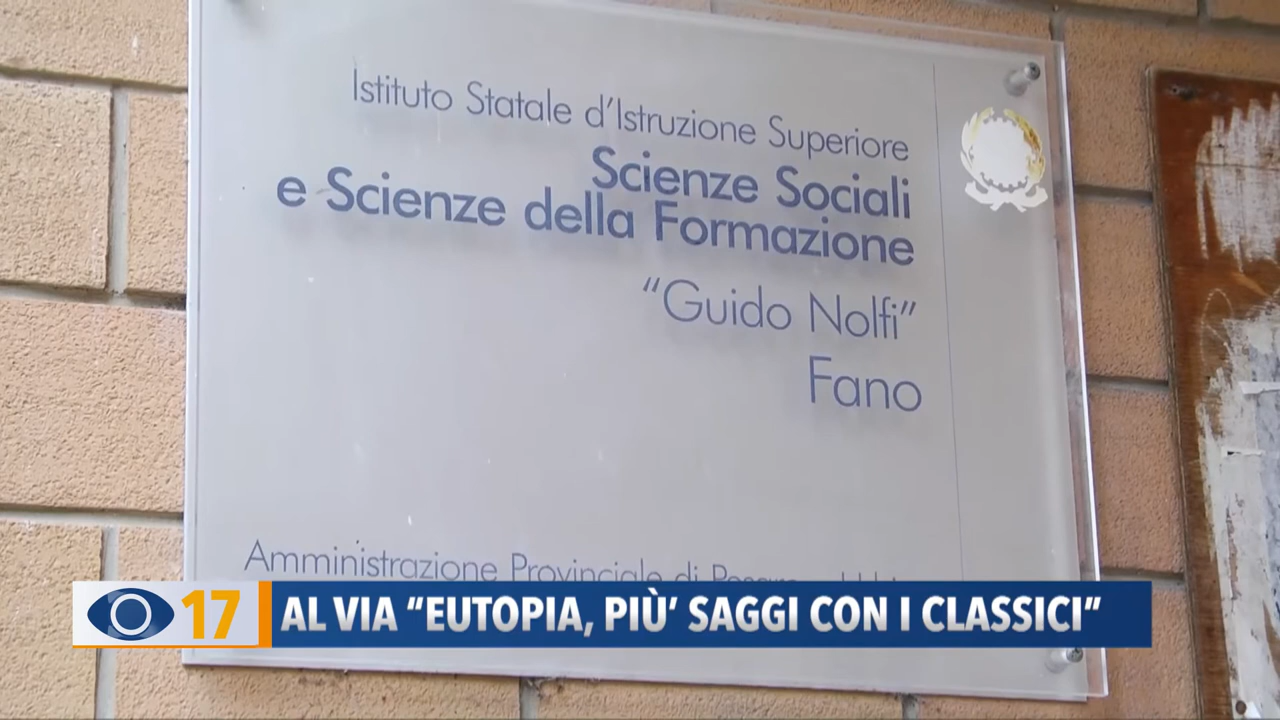 Istituto Statale d'Istruzione Superiore
Scienze Sociali
e Scienze della Formazione
"Guido Nolfi"
Fano
Amministrazione Provinciale di
17
AL VIA “EUTOPIA, PIÙ’ SAGGI CON I CLASSICI”